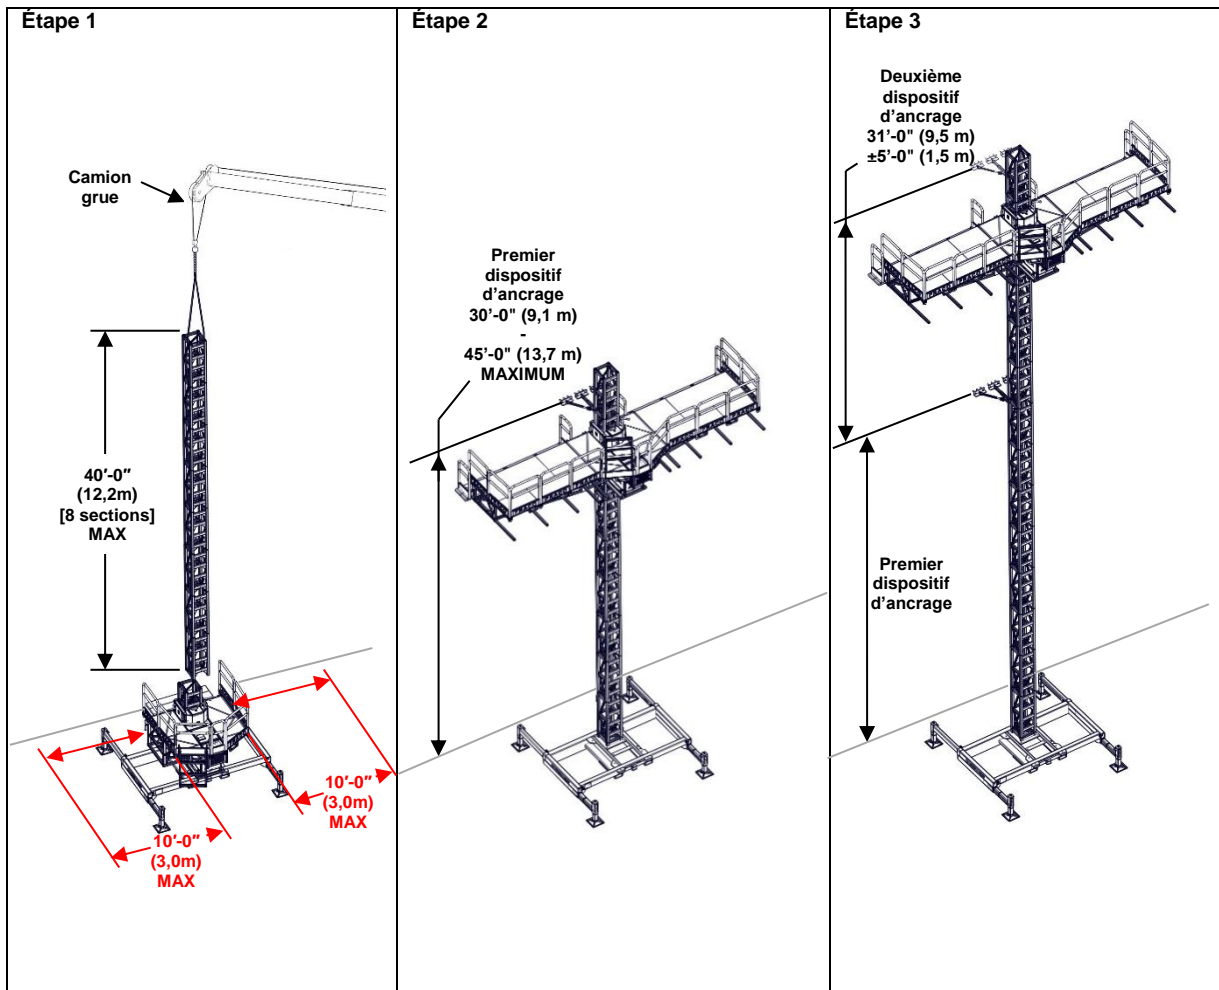 Étape 1
Camion
grue
40'-0"
(12,2m)
[8 sections]
MAX
10'-0"
(3,0m)
MAX
10'-0"
(3,0m)
MAX
Étape 2
Premier
dispositif
d’ancrage
30’-0" (9,1 m)
-
45’-0" (13,7 m)
MAXIMUM
Étape 3
Deuxième
dispositif
d’ancrage
31’-0" (9,5 m)
±5’-0" (1,5 m)
Premier
dispositif
d’ancrage